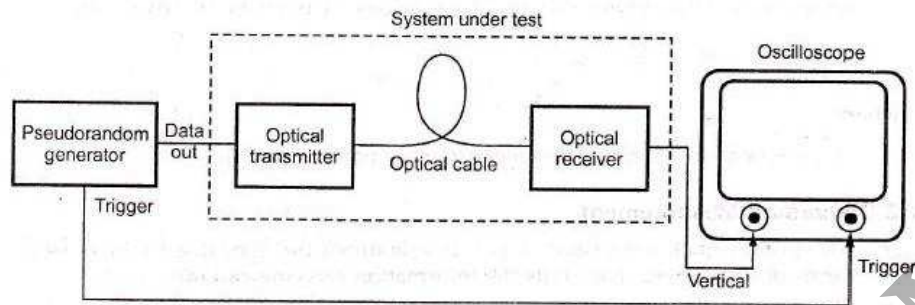 System under test
Oscilloscope
Pseudorandom
generator
Data
out
Optical
transmitter
Optical cable
Optical
receiver
Trigger
Vertical
Trigger